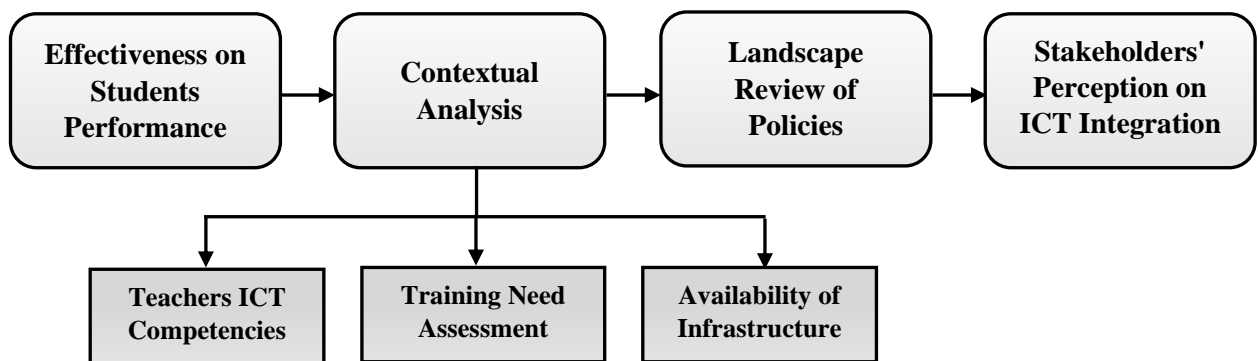 Effectiveness on
Students
Performance
Contextual
Analysis
Landscape
Review of
Policies
Stakeholders'
Perception on
ICT Integration
Teachers ICT
Competencies
Training Need
Assessment
Availability of
Infrastructure